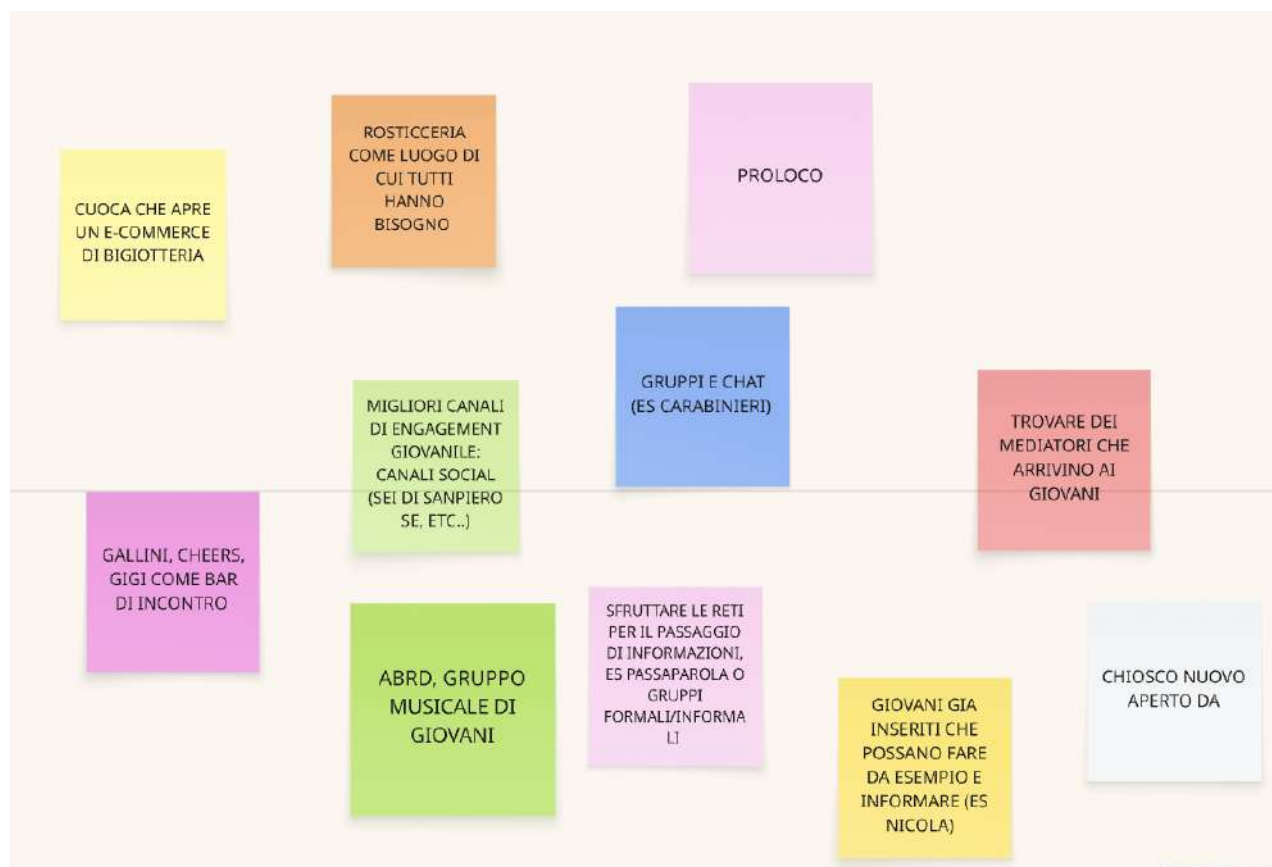 CUOCA CHE APRE
UN E-COMMERCE
DI BIGIOTTERIA
ROSTICCERIA
COME LUOGO DI
CUI TUTTI
HANNO
BISOGNO
PROLOCO
GRUPPI E CHAT
(ES CARABINIERI)
MIGLIORI CANALI
DI ENGAGEMENT
GIOVANILE:
CANALI SOCIAL
(SEI DI SANPIERO
SE, ETC..)
TROVARE DEI
MEDIATORI CHE
ARRIVINO AI
GIOVANI
GALLINI, CHEERS,
GIGI COME BAR
DI INCONTRO
ABRD, GRUPPO
MUSICALE DI
GIOVANI
SFRUTTARE LE RETI
PER IL PASSAGGIO
DI INFORMAZIONI,
ES PASSAPAROLA O
GRUPPI
FORMALI/INFORMA
LI
GIOVANI GIA
INSERITI CHE
POSSANO FARE
DA ESEMPIO E
INFORMARE (ES
NICOLA)
CHIOSCO NUOVO
APERTO DA